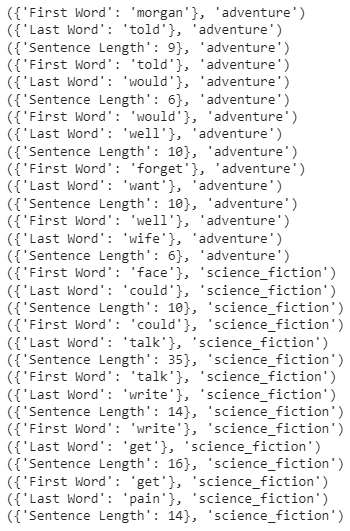 ({'First Word': 'morgan'}, 'adventure')
({'Last Word': 'told'}, 'adventure')
({'Sentence Length': 9}, 'adventure')
({'First Word': 'told'}, 'adventure')
({'Last Word': 'would'}, 'adventure')
({'Sentence Length': 6}, 'adventure')
({'First Word': 'would'}, 'adventure')
({'Last Word': 'well'}, 'adventure')
({'Sentence Length': 10}, 'adventure')
({'First Word': 'forget'}, 'adventure')
({'Last Word': 'want'}, 'adventure')
({'Sentence Length': 10}, 'adventure')
({'First Word': 'well'}, 'adventure')
({'Last Word': 'wife'}, 'adventure')
({'Sentence Length': 6}, 'adventure')
({'First Word': 'face'}, 'science_fiction')
({'Last Word': 'could'}, 'science_fiction')
({'Sentence Length': 10}, 'science_fiction')
({'First Word': 'could'}, 'science_fiction')
({'Last Word': 'talk'}, 'science_fiction')
({'Sentence Length': 35}, 'science_fiction')
({'First Word': 'talk'}, 'science_fiction')
({'Last Word': 'write'}, 'science_fiction')
({'Sentence Length': 14}, 'science_fiction')
({'First Word': 'write'}, 'science_fiction')
({'Last Word': 'get'}, 'science_fiction')
({'Sentence Length': 16}, 'science_fiction')
({'First Word': 'get'}, 'science_fiction')
({'Last Word': 'pain'}, 'science_fiction')
({'Sentence Length': 14}, 'science_fiction')